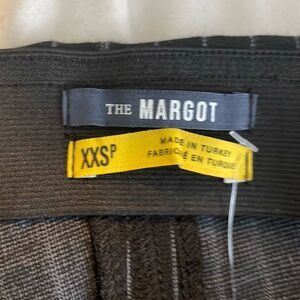 THE MARGOT
XXSP
MADE IN TURKEY
FABRIQUÉ EN TURQUIE